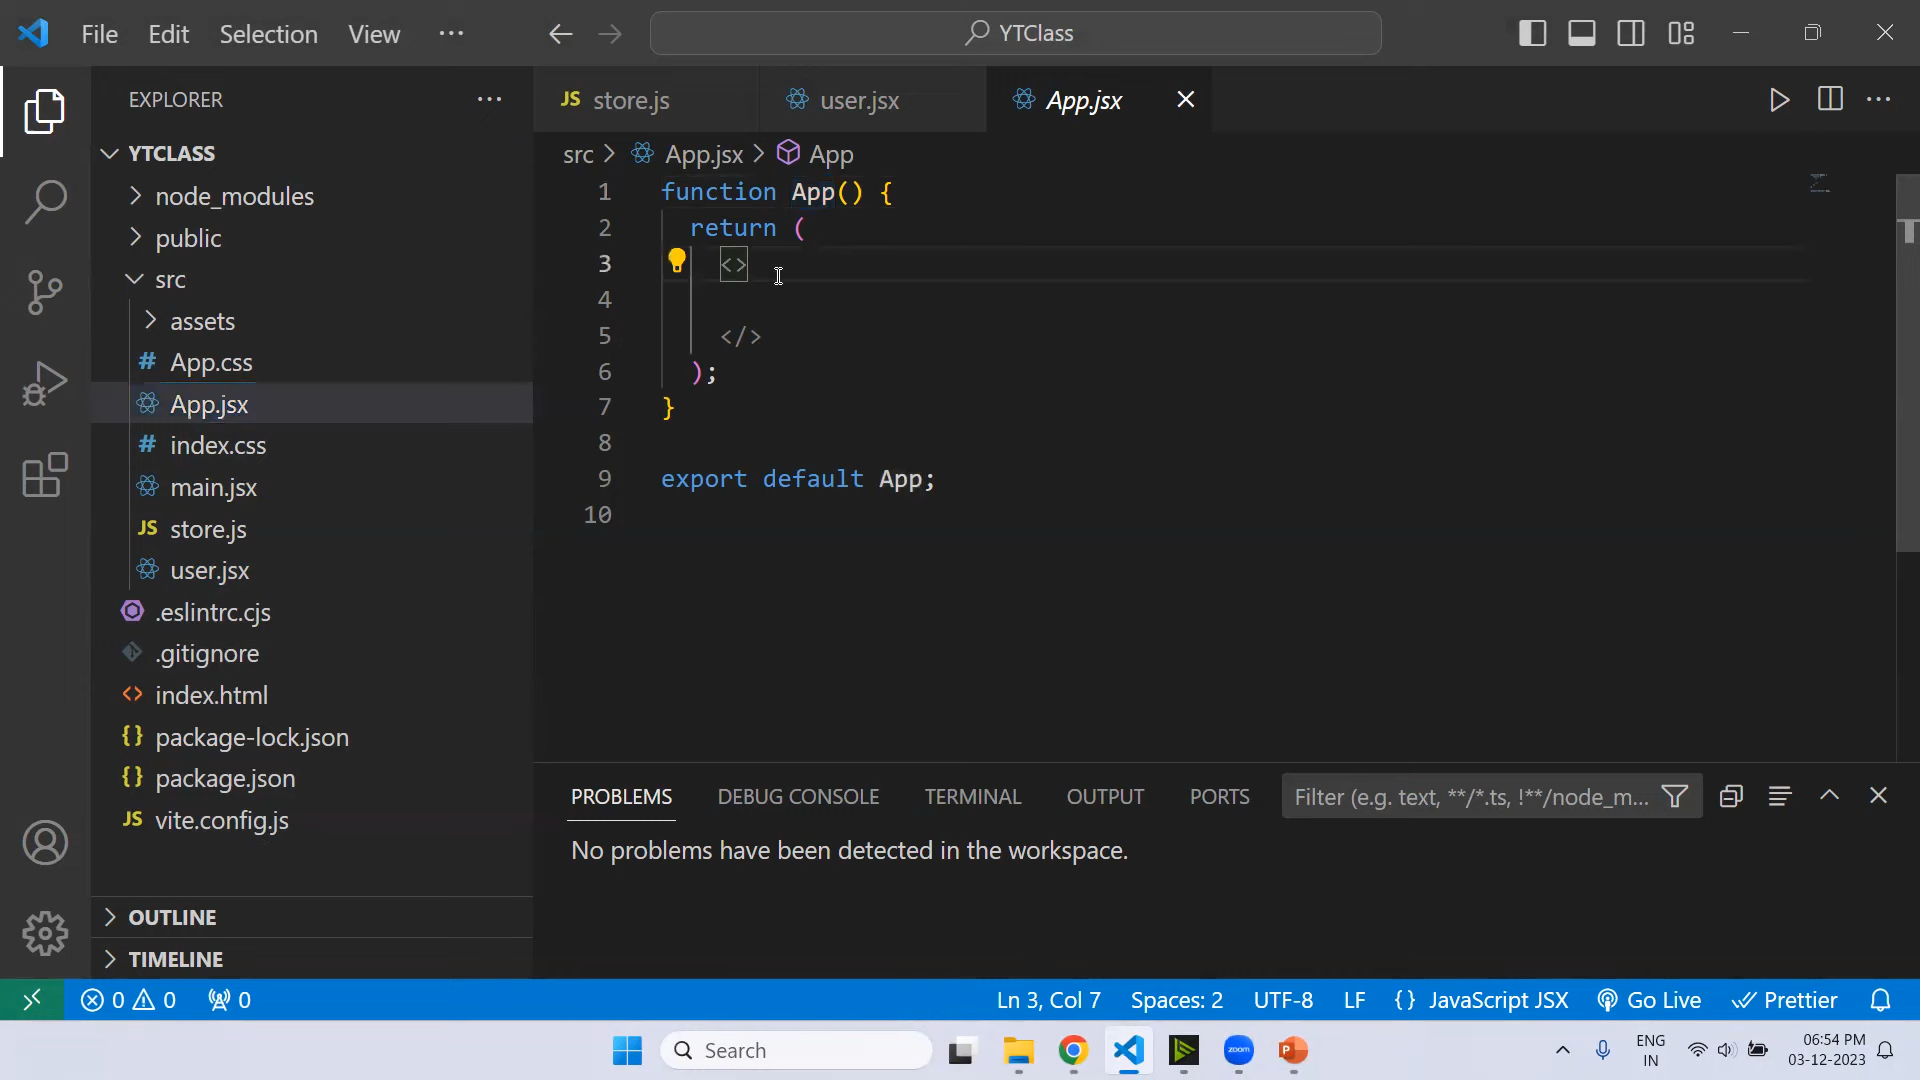 File Edit Selection View ···
YTClass
EXPLORER ···
YTCLASS
node_modules
public
src
assets
# App.css
App.jsx
# index.css
main.jsx
JS store.js
user.jsx
.eslintrc.cjs
.gitignore
<> index.html
{} package-lock.json
{} package.json
JS vite.config.js
OUTLINE
TIMELINE
JS store.js user.jsx App.jsx
src > App.jsx > App
1 function App() {
2 return (
3 <>
4
5 </>
6 );
7 }
8
9 export default App;
10
PROBLEMS DEBUG CONSOLE TERMINAL OUTPUT PORTS Filter (e.g. text, **/*.ts, !**/node_m...
No problems have been detected in the workspace.
0 0 0 Ln 3, Col 7 Spaces: 2 UTF-8 LF {} JavaScript JSX Go Live Prettier
Search zoom P ENG 06:54 PM
IN 03-12-2023